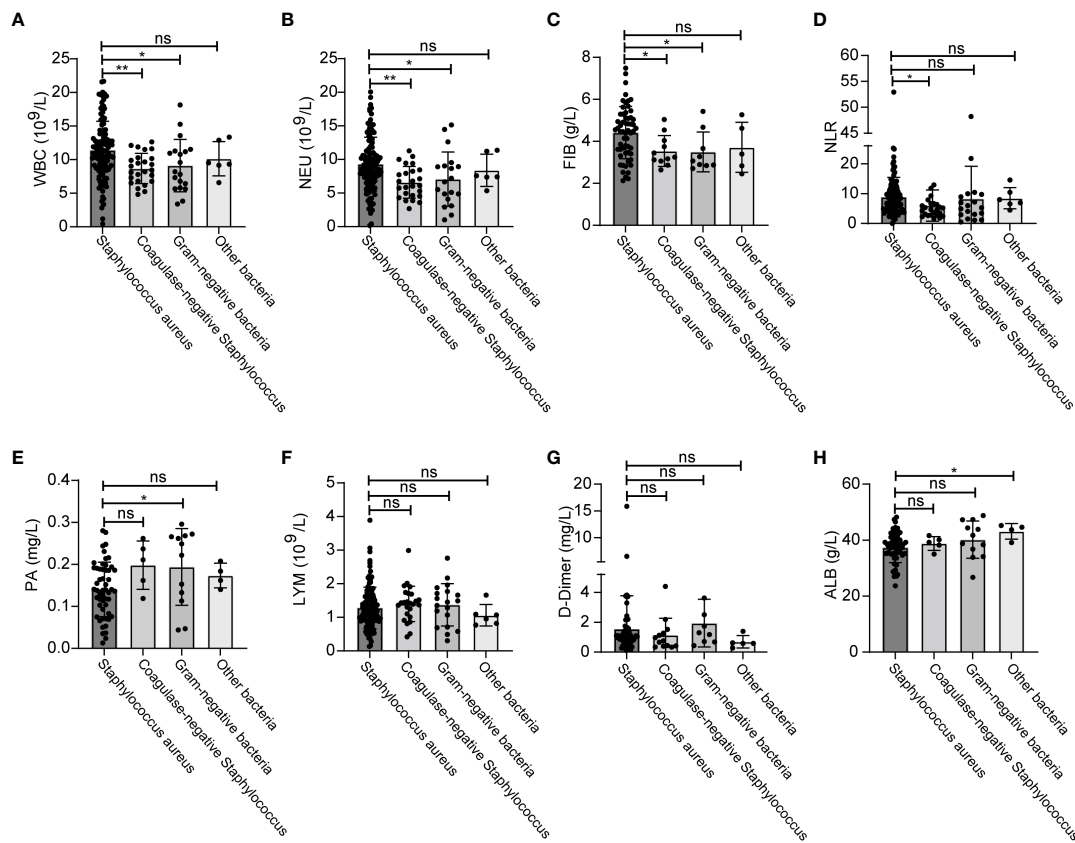 A
WBC (10⁹/L)
25
20
15
10
5
0
ns
*
**
Staphylococcus aureus
Coagulase-negative Staphylococcus
Gram-negative bacteria
Other bacteria
B
NEU (10⁹/L)
25
20
15
10
5
0
ns
*
**
Staphylococcus aureus
Coagulase-negative Staphylococcus
Gram-negative bacteria
Other bacteria
C
FIB (g/L)
8
6
4
2
0
ns
*
*
Staphylococcus aureus
Coagulase-negative Staphylococcus
Gram-negative bacteria
Other bacteria
D
NLR
60
55
50
45
20
10
0
ns
ns
*
Staphylococcus aureus
Coagulase-negative Staphylococcus
Gram-negative bacteria
Other bacteria
E
PA (mg/L)
0.4
0.3
0.2
0.1
0.0
ns
*
ns
Staphylococcus aureus
Coagulase-negative Staphylococcus
Gram-negative bacteria
Other bacteria
F
LYM (10⁹/L)
5
4
3
2
1
0
ns
ns
ns
Staphylococcus aureus
Coagulase-negative Staphylococcus
Gram-negative bacteria
Other bacteria
G
D-Dimer (mg/L)
20
15
10
5
4
2
0
ns
ns
ns
Staphylococcus aureus
Coagulase-negative Staphylococcus
Gram-negative bacteria
Other bacteria
H
ALB (g/L)
60
40
20
0
*
ns
ns
Staphylococcus aureus
Coagulase-negative Staphylococcus
Gram-negative bacteria
Other bacteria